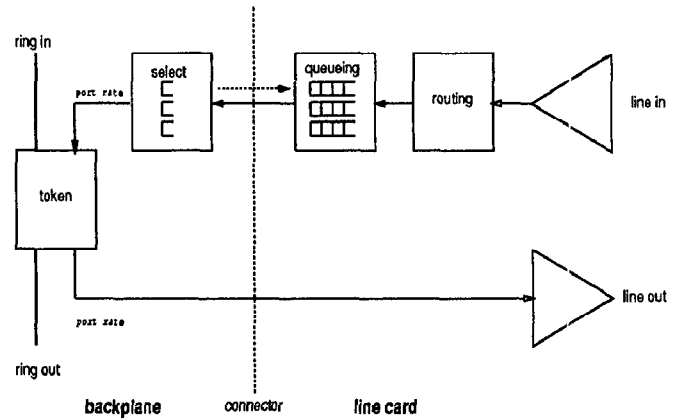 ring in
select
queueing
port rate
routing
line in
token
line out
port rate
ring out
backplane
connector
line card